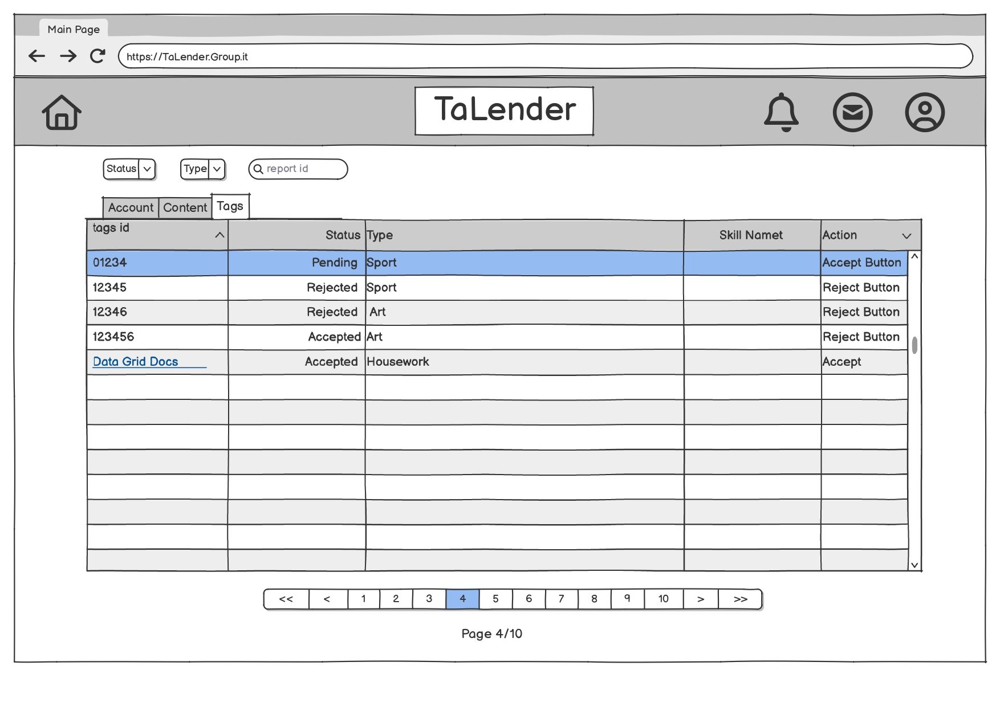 Main Page
https://TaLender.Group.it
TaLender
Status Type report id
Account Content Tags
tags id Status Type Skill Namet Action
01234 Pending Sport Accept Button
12345 Rejected Sport Reject Button
12346 Rejected Art Reject Button
123456 Accepted Art Reject Button
Data Grid Docs Accepted Housework Accept
<< < 1 2 3 4 5 6 7 8 9 10 > >>
Page 4/10